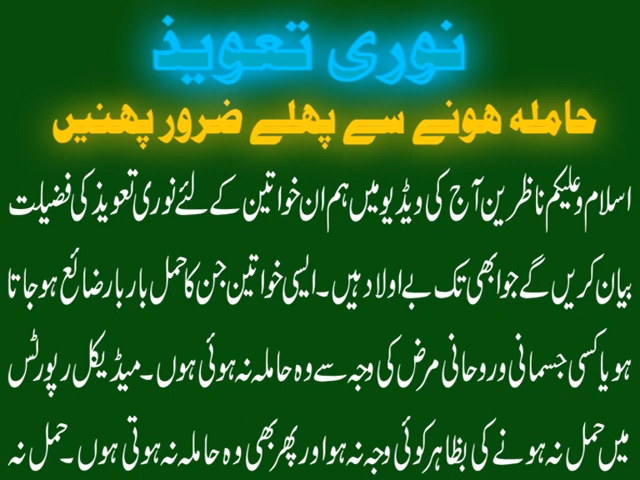 نوری تعویذ
حاملہ ہونے سے پہلے ضرور پہنیں
اسلام و علیکم ناظرین آج کی ویڈیو میں ہم ان خواتین کے لئے نوری تعویذ کی فضیلت
بیان کریں گے جو ابھی تک بے اولاد ہیں۔ ایسی خواتین جن کا حمل بار بار ضائع ہو جاتا
ہو یا کسی جسمانی و روحانی مرض کی وجہ سے وہ حاملہ نہ ہوئی ہوں۔ میڈیکل رپورٹس
میں حمل نہ ہونے کی بظاہر کوئی وجہ نہ ہو اور پھر بھی وہ حاملہ نہ ہوتی ہوں۔ حمل نہ